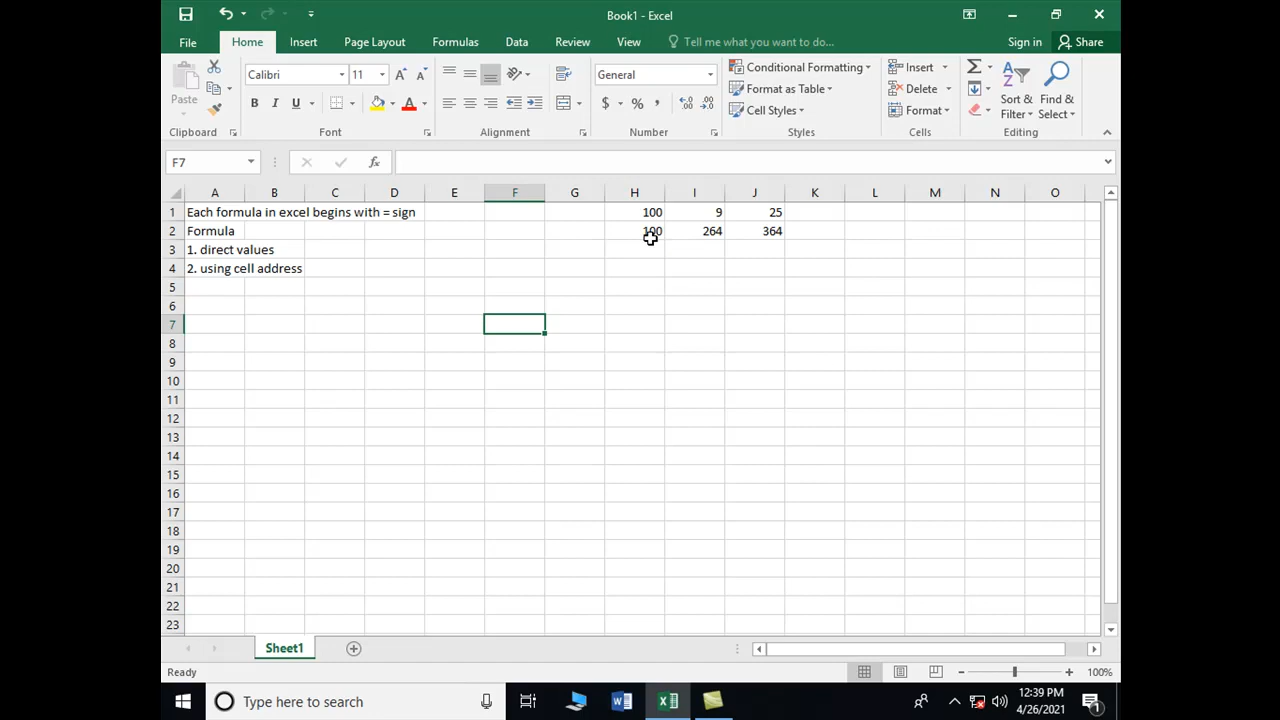 Book1 - Excel
File Home Insert Page Layout Formulas Data Review View Tell me what you want to do... Sign in Share
Calibri 11 General Conditional Formatting Insert
Paste B I U $ % , Format as Table Delete Sort & Filter Find & Select
Cell Styles Format
Clipboard Font Alignment Number Styles Cells Editing
F7 fx
A B C D E F G H I J K L M N O
1 Each formula in excel begins with = sign 100 9 25
2 Formula 100 264 364
3 1. direct values
4 2. using cell address
5
6
7
8
9
10
11
12
13
14
15
16
17
18
19
20
21
22
23
Sheet1
Ready 100%
Type here to search 12:39 PM
4/26/2021 1